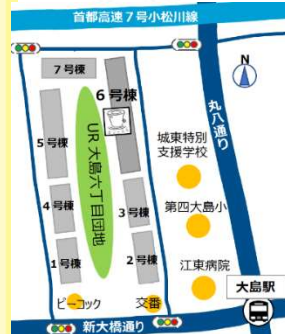 首都高速７号小松川線
７号棟
N
６号棟
丸八通り
５号棟
城東特別
支援学校
UR 大島六丁目団地
４号棟
３号棟
第四大島小
１号棟
２号棟
江東病院
大島駅
ピーコック
交番
新大橋通り